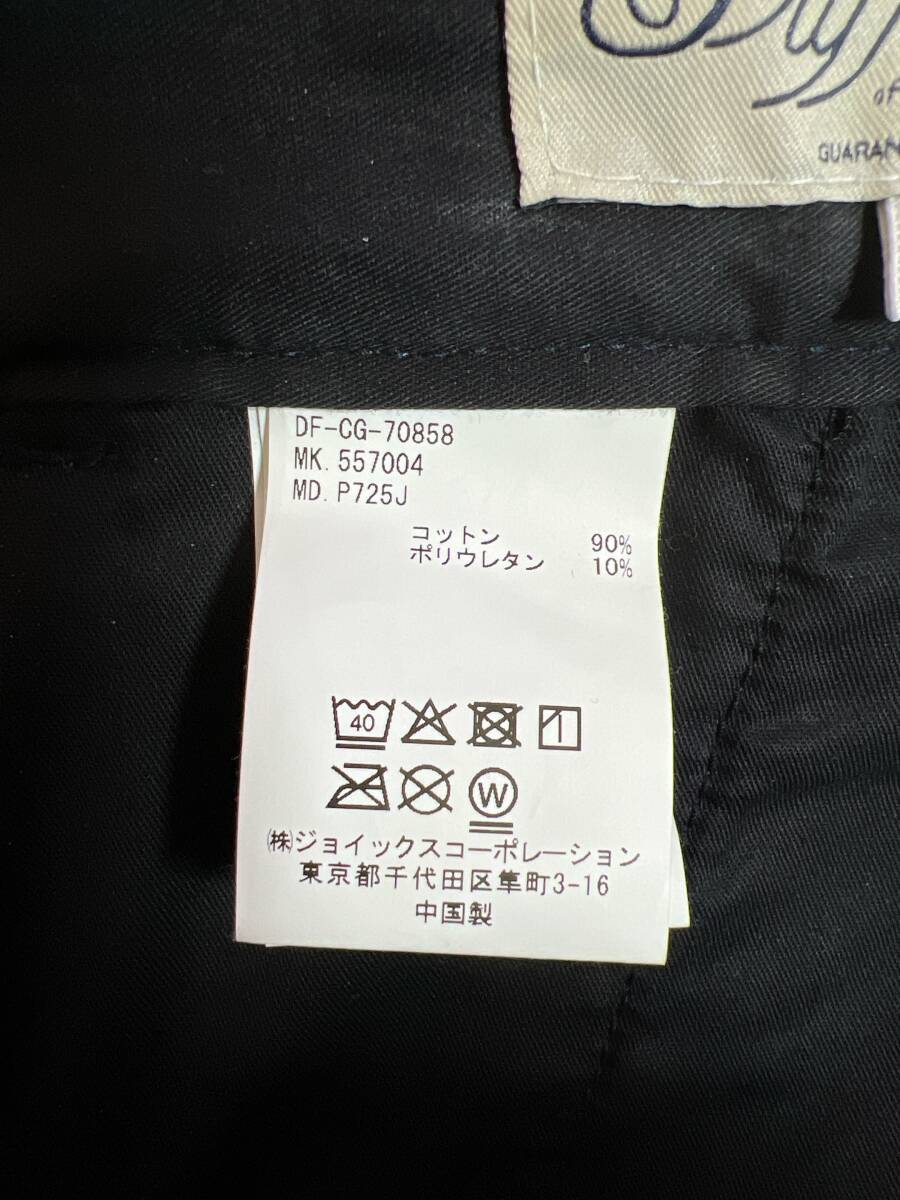 of
DF-CG-70858
MK. 557004
MD. P725J
コットン 90%
ポリウレタン 10%
40
W
㈱ジョイックスコーポレーション
東京都千代田区隼町3-16
中国製